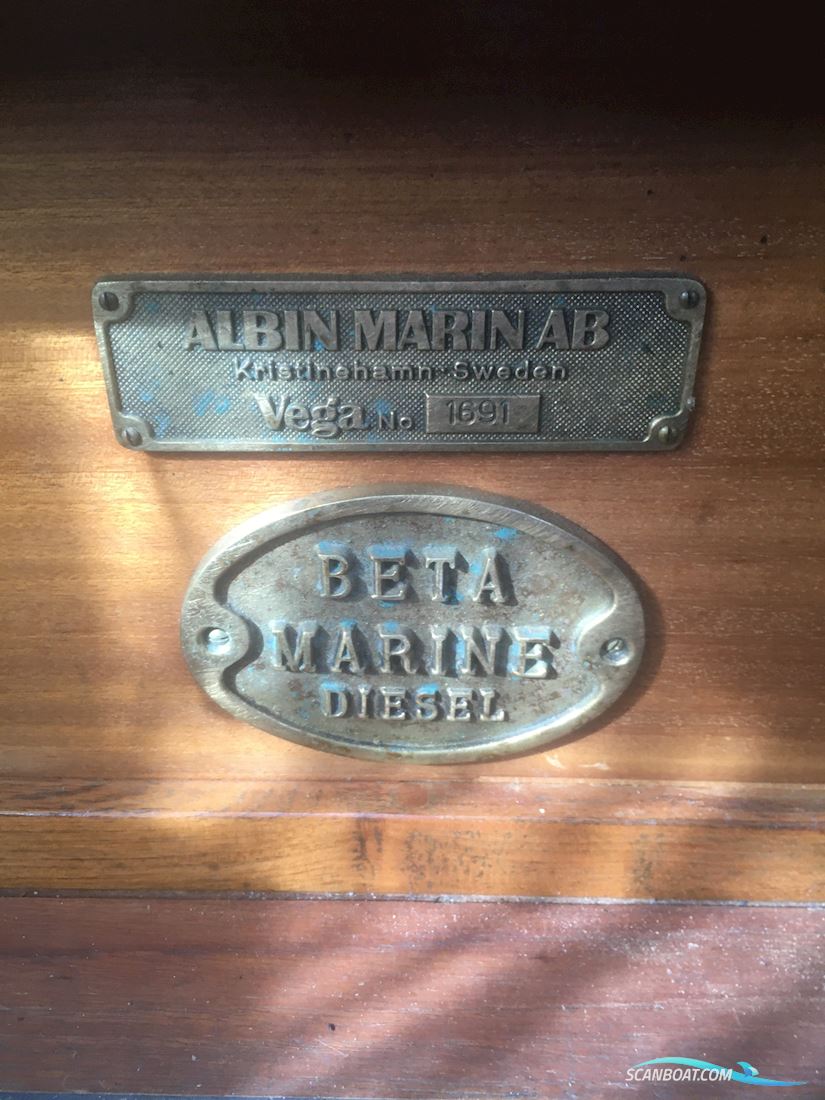 ALBIN MARIN AB
Kristinehamn-Sweden
Vega No 1691
BETA
MARINE
DIESEL
SCANBOAT.COM